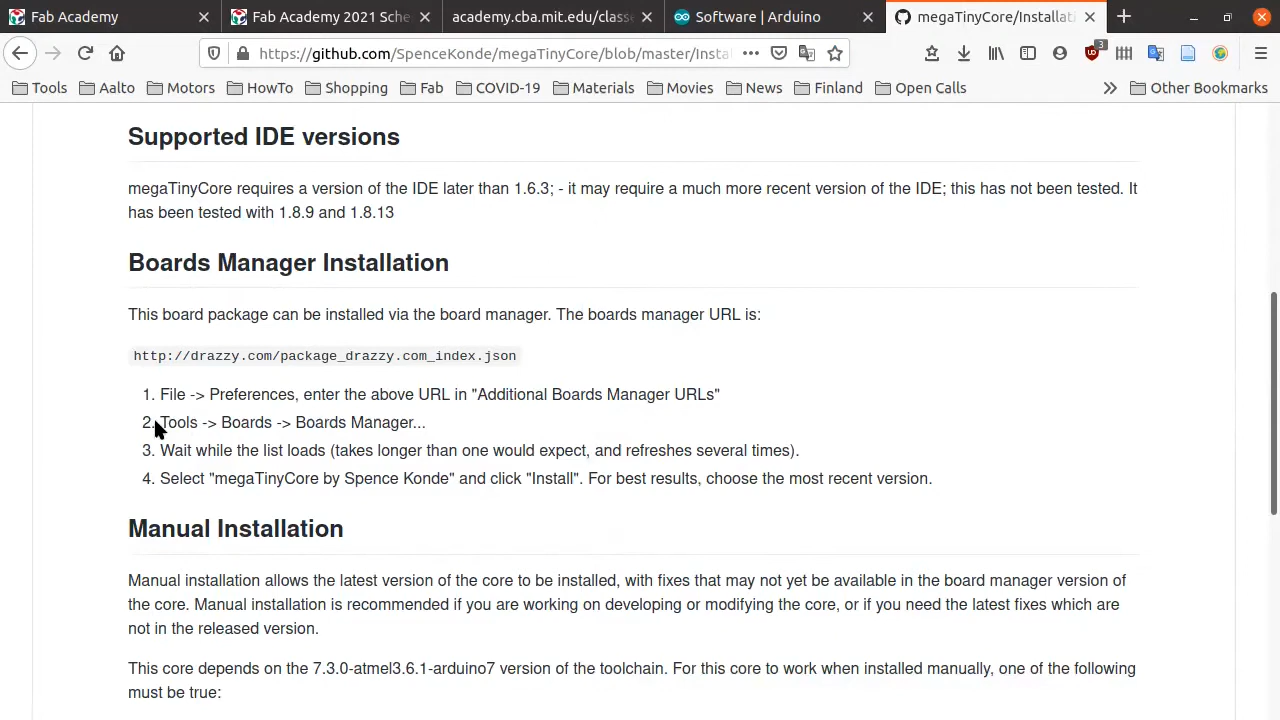 Fab Academy
Fab Academy 2021 Sche
academy.cba.mit.edu/classe
Software | Arduino
megaTinyCore/Installati
https://github.com/SpenceKonde/megaTinyCore/blob/master/Insta
3
Tools
Aalto
Motors
HowTo
Shopping
Fab
COVID-19
Materials
Movies
News
Finland
Open Calls
Other Bookmarks
Supported IDE versions
megaTinyCore requires a version of the IDE later than 1.6.3; - it may require a much more recent version of the IDE; this has not been tested. It
has been tested with 1.8.9 and 1.8.13
Boards Manager Installation
This board package can be installed via the board manager. The boards manager URL is:
http://drazzy.com/package_drazzy.com_index.json
1. File -> Preferences, enter the above URL in "Additional Boards Manager URLs"
2. Tools -> Boards -> Boards Manager...
3. Wait while the list loads (takes longer than one would expect, and refreshes several times).
4. Select "megaTinyCore by Spence Konde" and click "Install". For best results, choose the most recent version.
Manual Installation
Manual installation allows the latest version of the core to be installed, with fixes that may not yet be available in the board manager version of
the core. Manual installation is recommended if you are working on developing or modifying the core, or if you need the latest fixes which are
not in the released version.
This core depends on the 7.3.0-atmel3.6.1-arduino7 version of the toolchain. For this core to work when installed manually, one of the following
must be true: